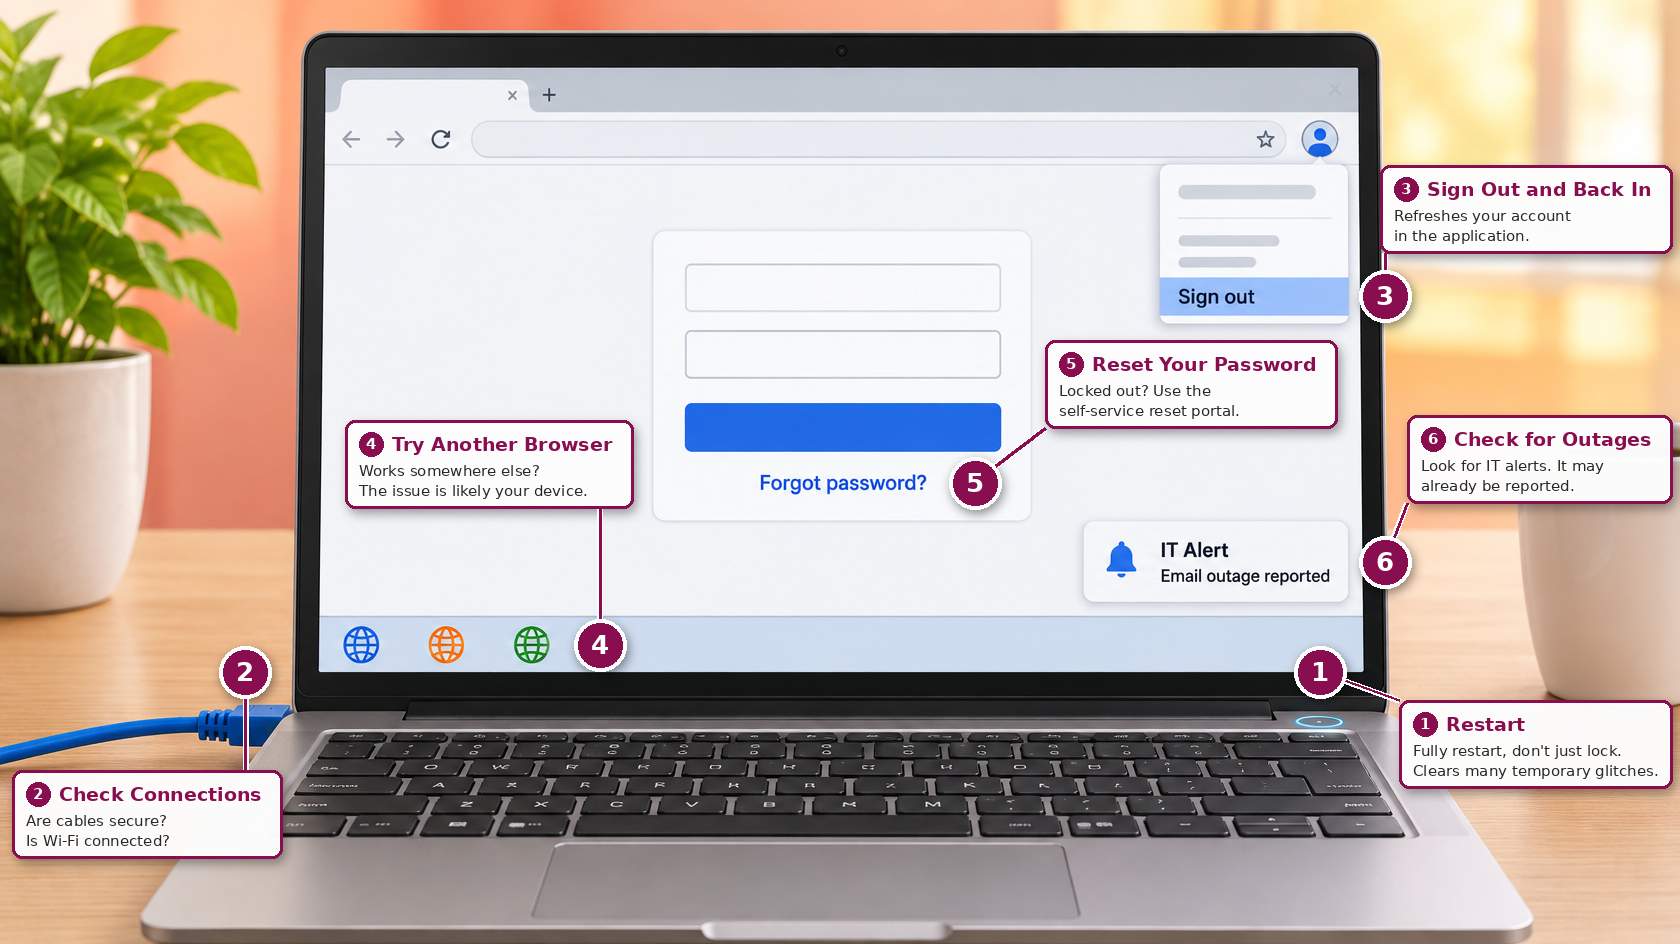 Sign out
3 Sign Out and Back In
Refreshes your account
in the application.
3
5 Reset Your Password
Locked out? Use the
self-service reset portal.
4 Try Another Browser
Works somewhere else?
The issue is likely your device.
Forgot password?
5
6 Check for Outages
Look for IT alerts. It may
already be reported.
IT Alert
Email outage reported
6
4
2
1
1 Restart
Fully restart, don't just lock.
Clears many temporary glitches.
2 Check Connections
Are cables secure?
Is Wi-Fi connected?